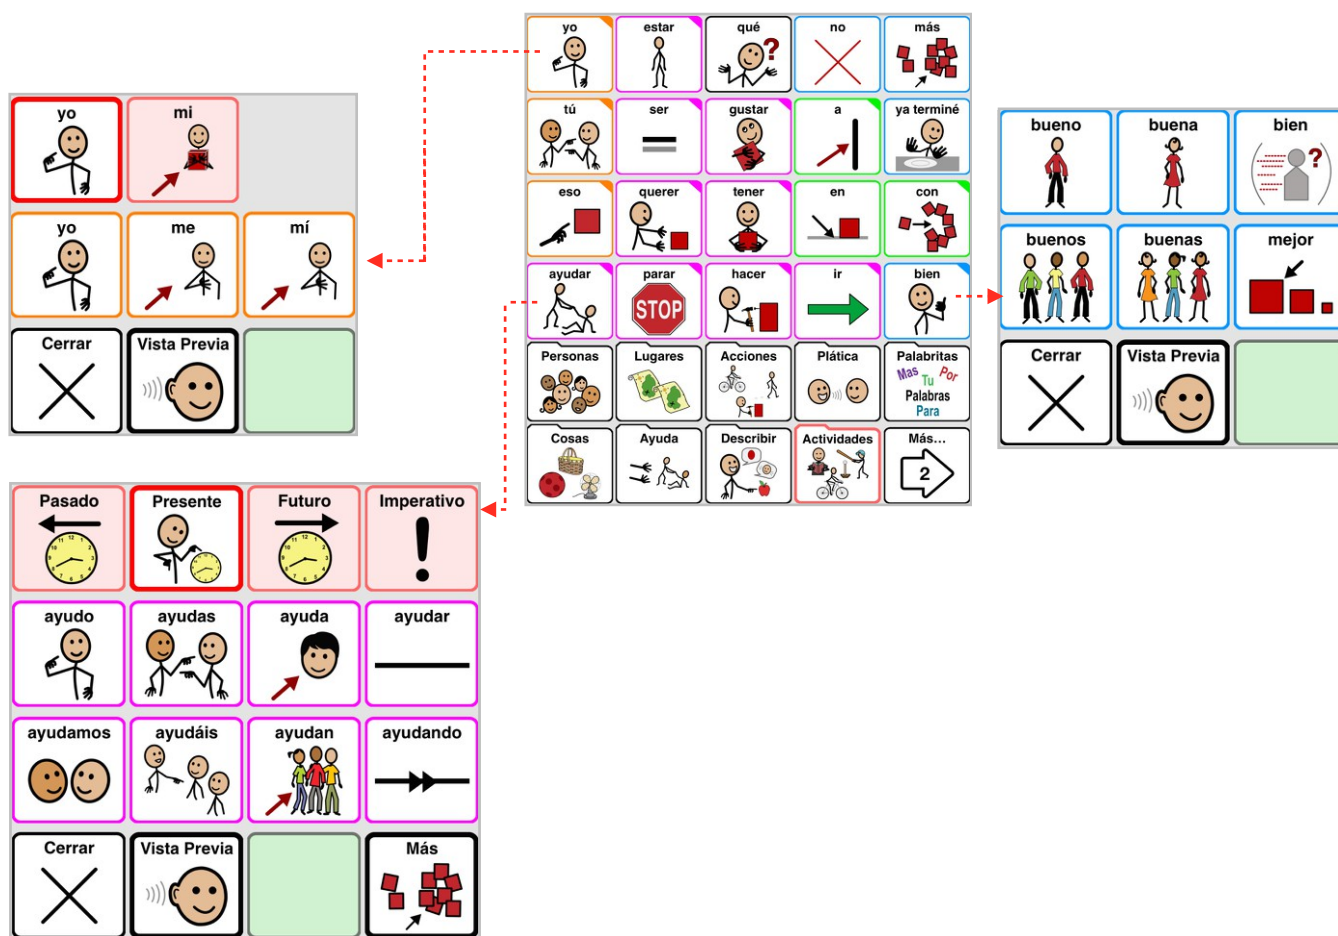 yo estar qué no más
?
tú ser gustar a ya terminé
eso querer tener en con
ayudar parar hacer ir bien
STOP
Personas Lugares Acciones Plática Palabritas
Mas Tu Por
Palabras
Para
Cosas Ayuda Describir Actividades Más...
2
yo mi
yo me mí
Cerrar Vista Previa
bueno buena bien
?
buenos buenas mejor
Cerrar Vista Previa
Pasado Presente Futuro Imperativo
!
ayudo ayudas ayuda ayudar
ayudamos ayudáis ayudan ayudando
Cerrar Vista Previa Más